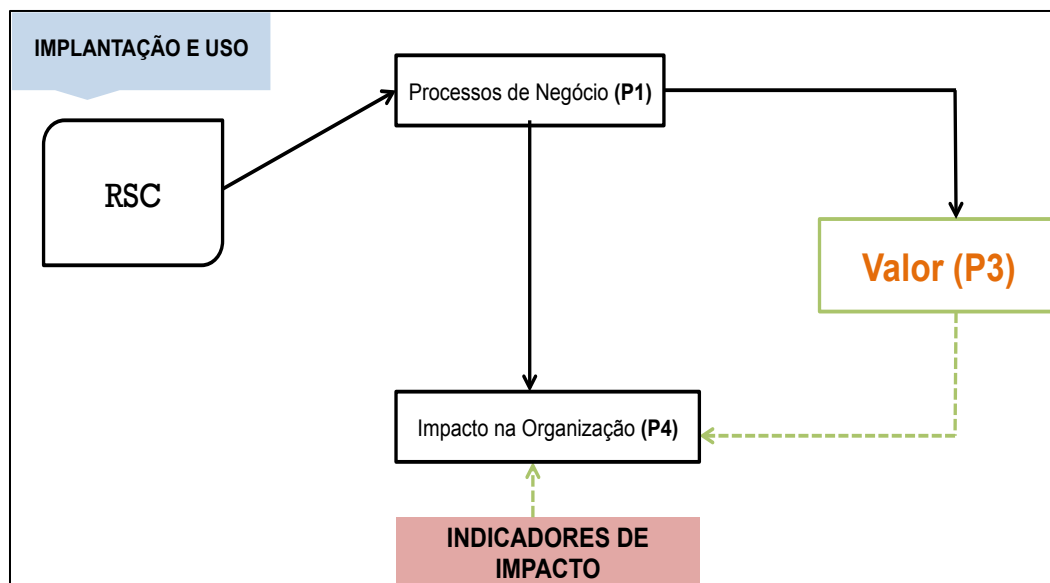 IMPLANTAÇÃO E USO
Processos de Negócio (P1)
RSC
Valor (P3)
Impacto na Organização (P4)
INDICADORES DE
IMPACTO